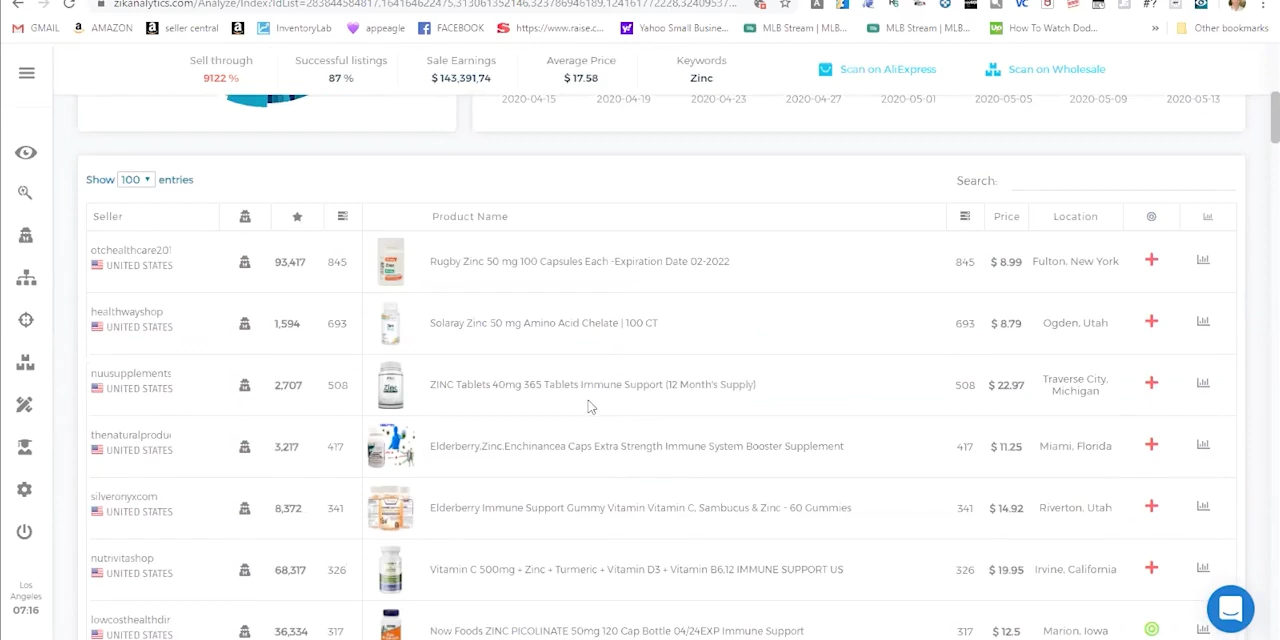 zikanalytics.com/Analyze/Index?IdList=283844584817,164164622475,313061352146,323786946189,124161772228,32409537...
GMAIL AMAZON seller central InventoryLab appeagle FACEBOOK https://www.raise.c... Yahoo Small Busine... MLB Stream | MLB... MLB Stream | MLB... How To Watch Dod... » Other bookmarks
Sell through Successful listings Sale Earnings Average Price Keywords
9122 % 87 % $ 143,391,74 $ 17.58 Zinc
Scan on AliExpress Scan on Wholesale
2020-04-15 2020-04-19 2020-04-23 2020-04-27 2020-05-01 2020-05-05 2020-05-09 2020-05-13
Show 100 entries
Search:
Seller Product Name Price Location
otchealthcare201
UNITED STATES
93,417 845 Rugby Zinc 50 mg 100 Capsules Each -Expiration Date 02-2022 845 $ 8.99 Fulton, New York
healthwayshop
UNITED STATES
1,594 693 Solaray Zinc 50 mg Amino Acid Chelate | 100 CT 693 $ 8.79 Ogden, Utah
nuusupplements
UNITED STATES
2,707 508 ZINC Tablets 40mg 365 Tablets Immune Support (12 Month's Supply) 508 $ 22.97 Traverse City,
Michigan
thenaturalprodu
UNITED STATES
3,217 417 Elderberry,Zinc,Enchinancea Caps Extra Strength Immune System Booster Supplement 417 $ 11.25 Miami, Florida
silveronyxcom
UNITED STATES
8,372 341 Elderberry Immune Support Gummy Vitamin Vitamin C, Sambucus & Zinc - 60 Gummies 341 $ 14.92 Riverton, Utah
nutrivitashop
UNITED STATES
68,317 326 Vitamin C 500mg + Zinc + Turmeric + Vitamin D3 + Vitamin B6,12 IMMUNE SUPPORT US 326 $ 19.95 Irvine, California
lowcosthealthdir
UNITED STATES
36,334 317 Now Foods ZINC PICOLINATE 50mg 120 Cap Bottle 04/24EXP Immune Support 317 $ 12.5 Marion, Iowa
Los
Angeles
07:16